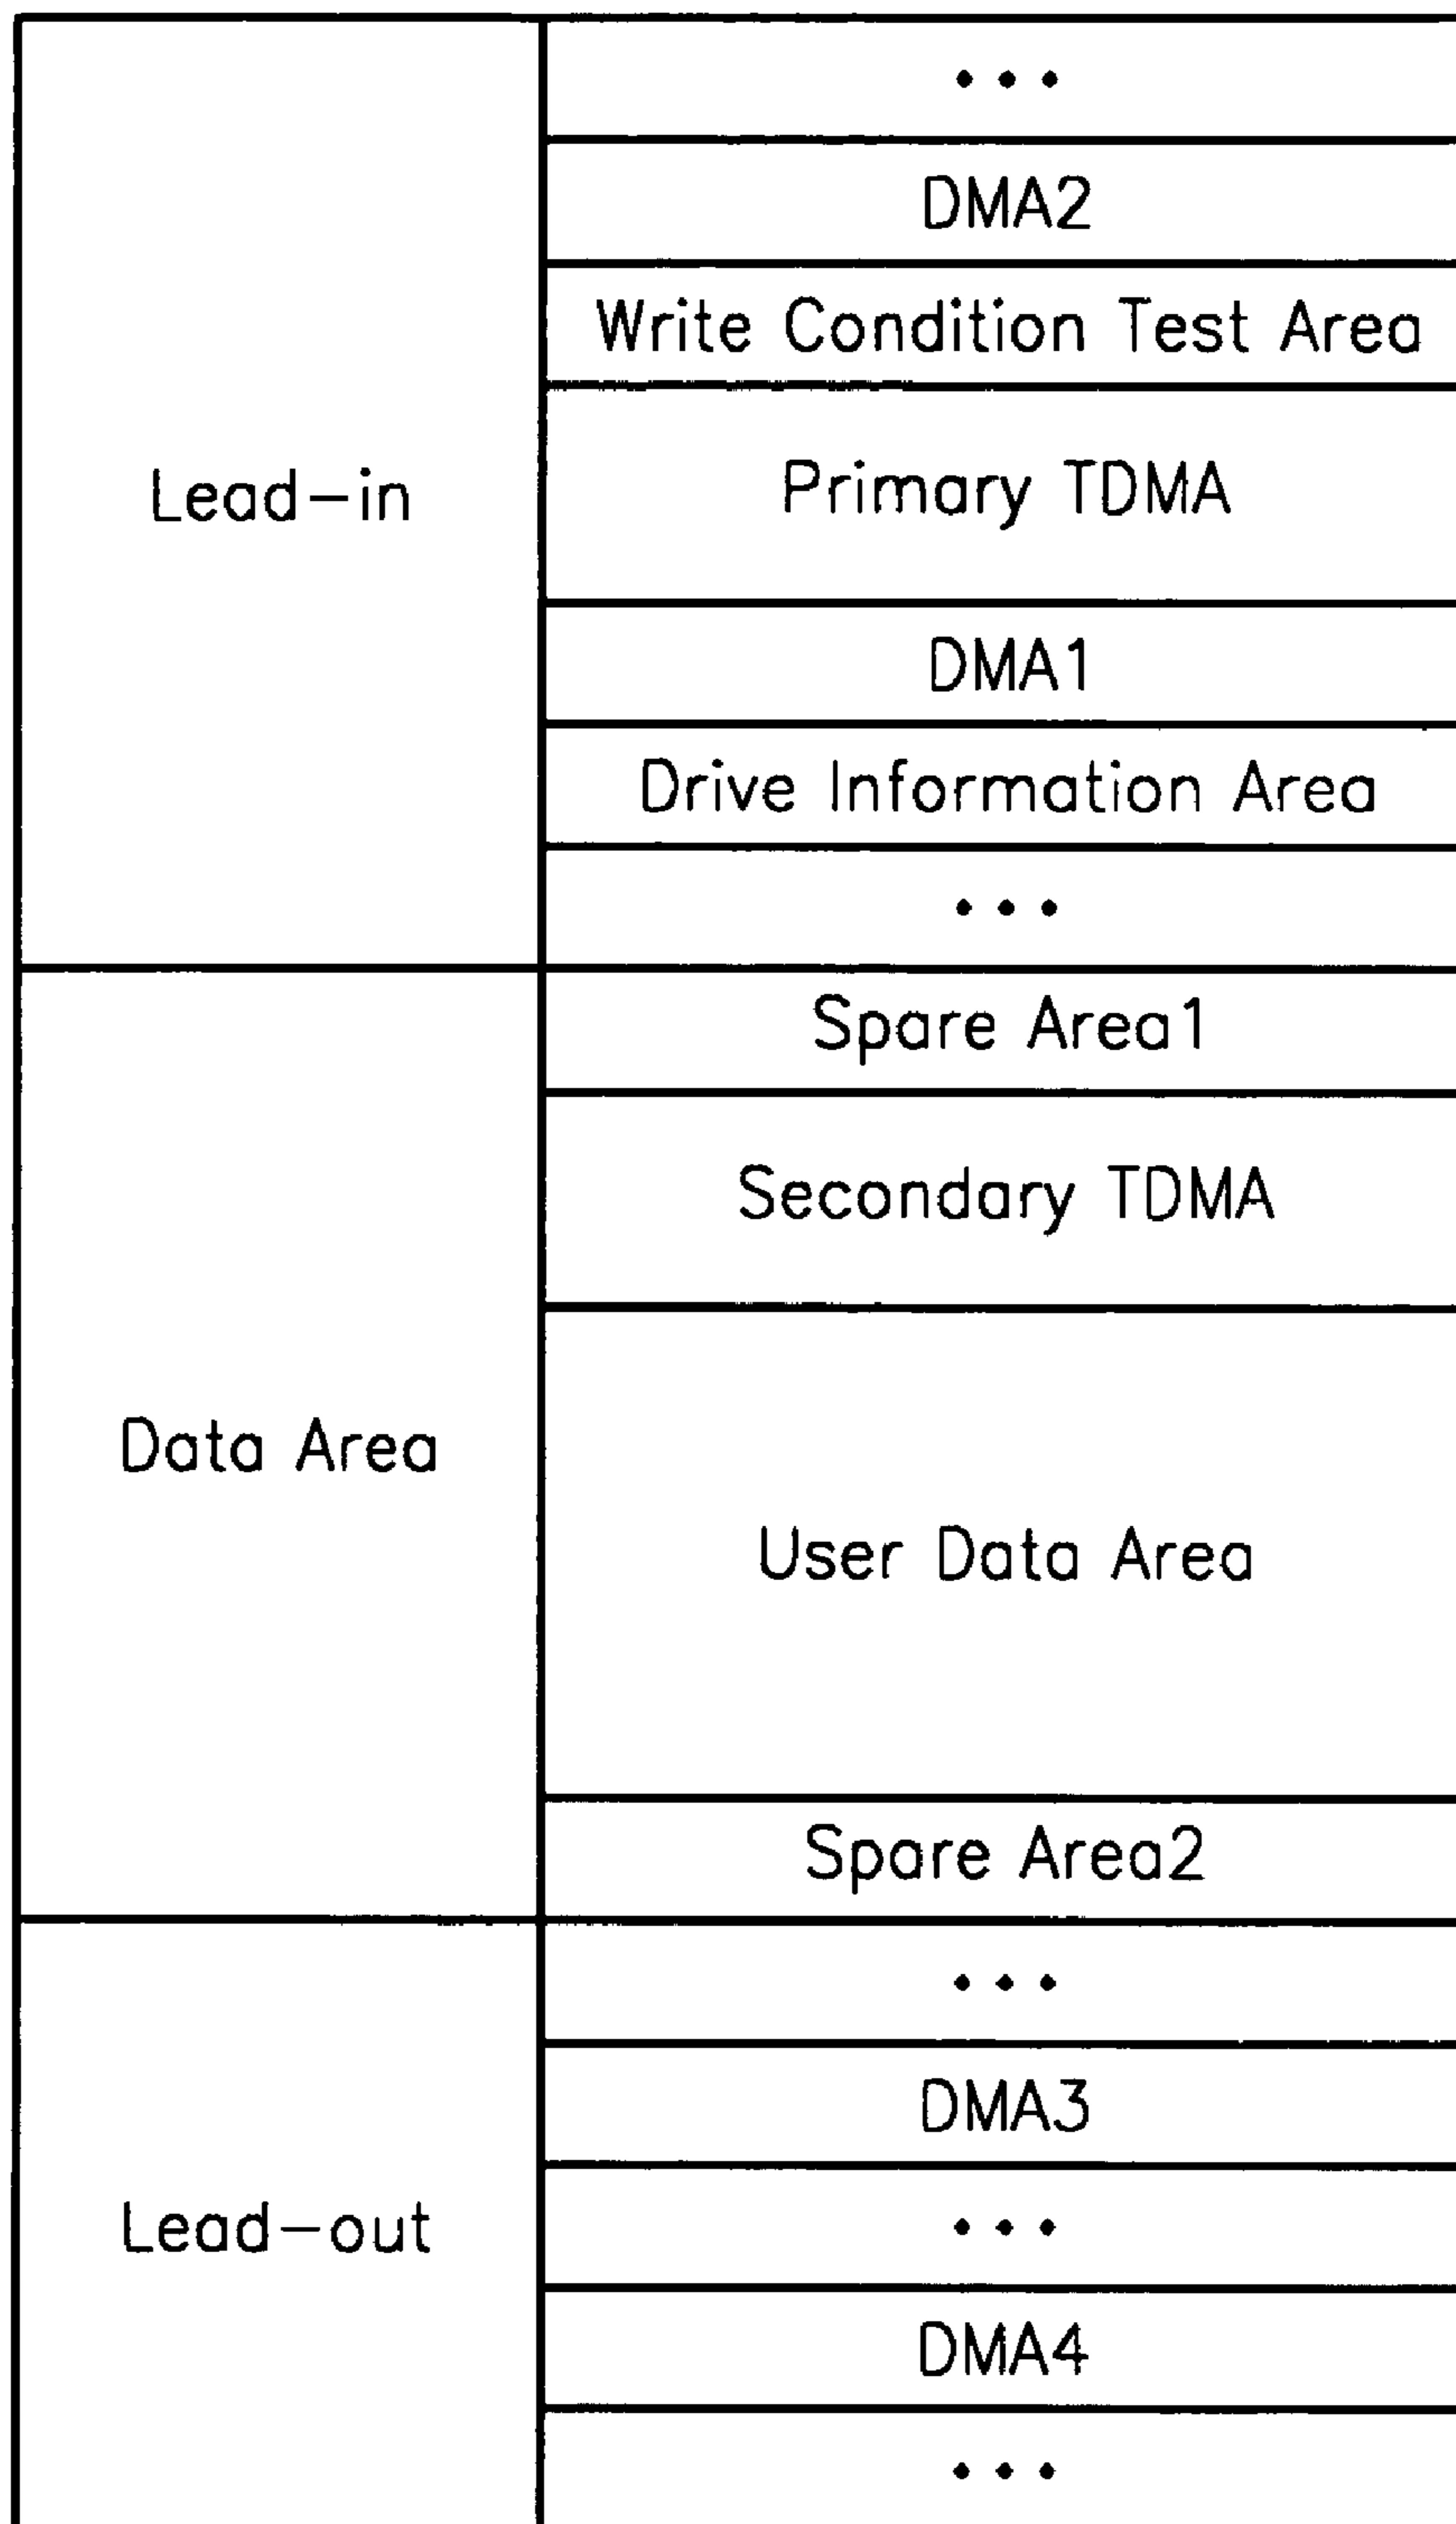 Lead-in
• • •
DMA2
Write Condition Test Area
Primary TDMA
DMA1
Drive Information Area
• • •
Data Area
Spare Area1
Secondary TDMA
User Data Area
Spare Area2
Lead-out
• • •
DMA3
• • •
DMA4
• • •